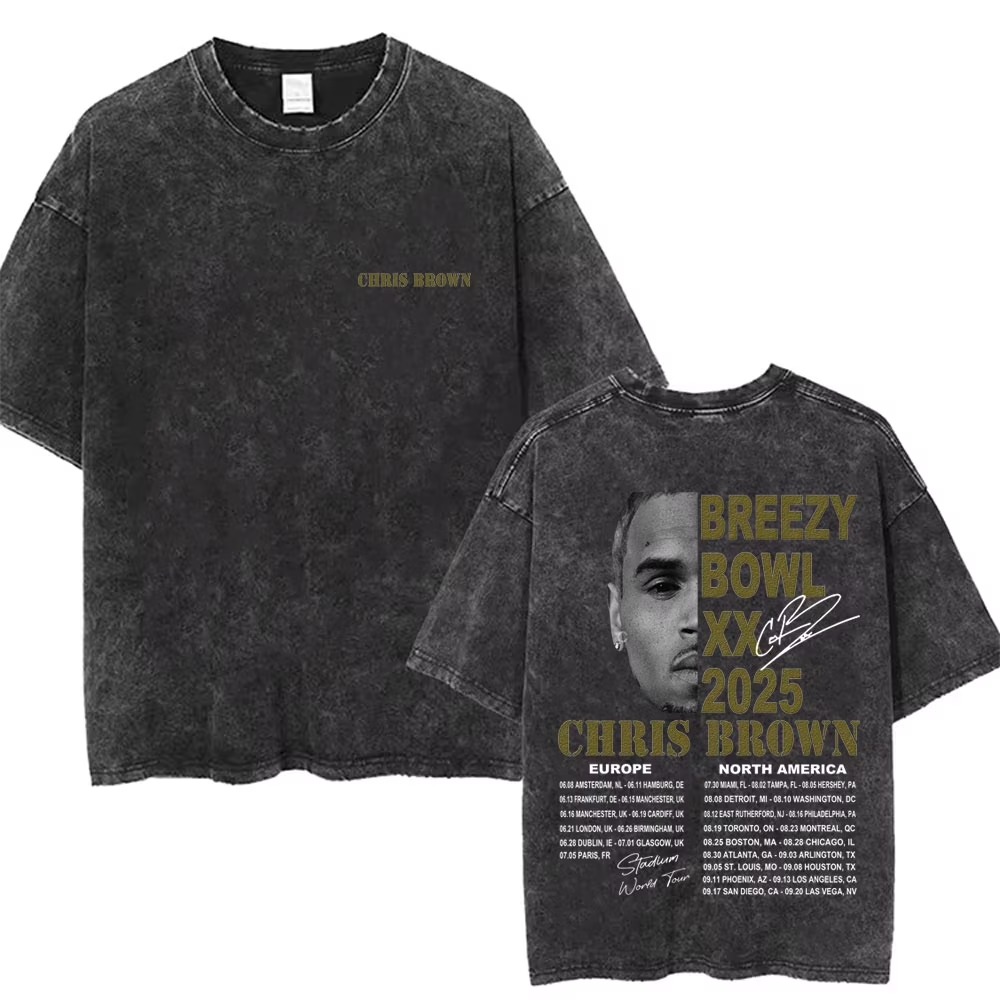 CHRIS BROWN
BREEZY
BOWL
XX
2025
CHRIS BROWN
EUROPE
06.08 AMSTERDAM, NL - 06.11 HAMBURG, DE
06.13 FRANKFURT, DE - 06.15 MANCHESTER, UK
06.16 MANCHESTER, UK - 06.19 CARDIFF, UK
06.21 LONDON, UK - 06.26 BIRMINGHAM, UK
06.28 DUBLIN, IE - 07.01 GLASGOW, UK
07.05 PARIS, FR
Stadium
World Tour
NORTH AMERICA
07.30 MIAMI, FL - 08.02 TAMPA, FL - 08.05 HERSHEY, PA
08.08 DETROIT, MI - 08.10 WASHINGTON, DC
08.12 EAST RUTHERFORD, NJ - 08.16 PHILADELPHIA, PA
08.19 TORONTO, ON - 08.23 MONTREAL, QC
08.25 BOSTON, MA - 08.28 CHICAGO, IL
08.30 ATLANTA, GA - 09.03 ARLINGTON, TX
09.05 ST. LOUIS, MO - 09.08 HOUSTON, TX
09.11 PHOENIX, AZ - 09.13 LOS ANGELES, CA
09.17 SAN DIEGO, CA - 09.20 LAS VEGA, NV